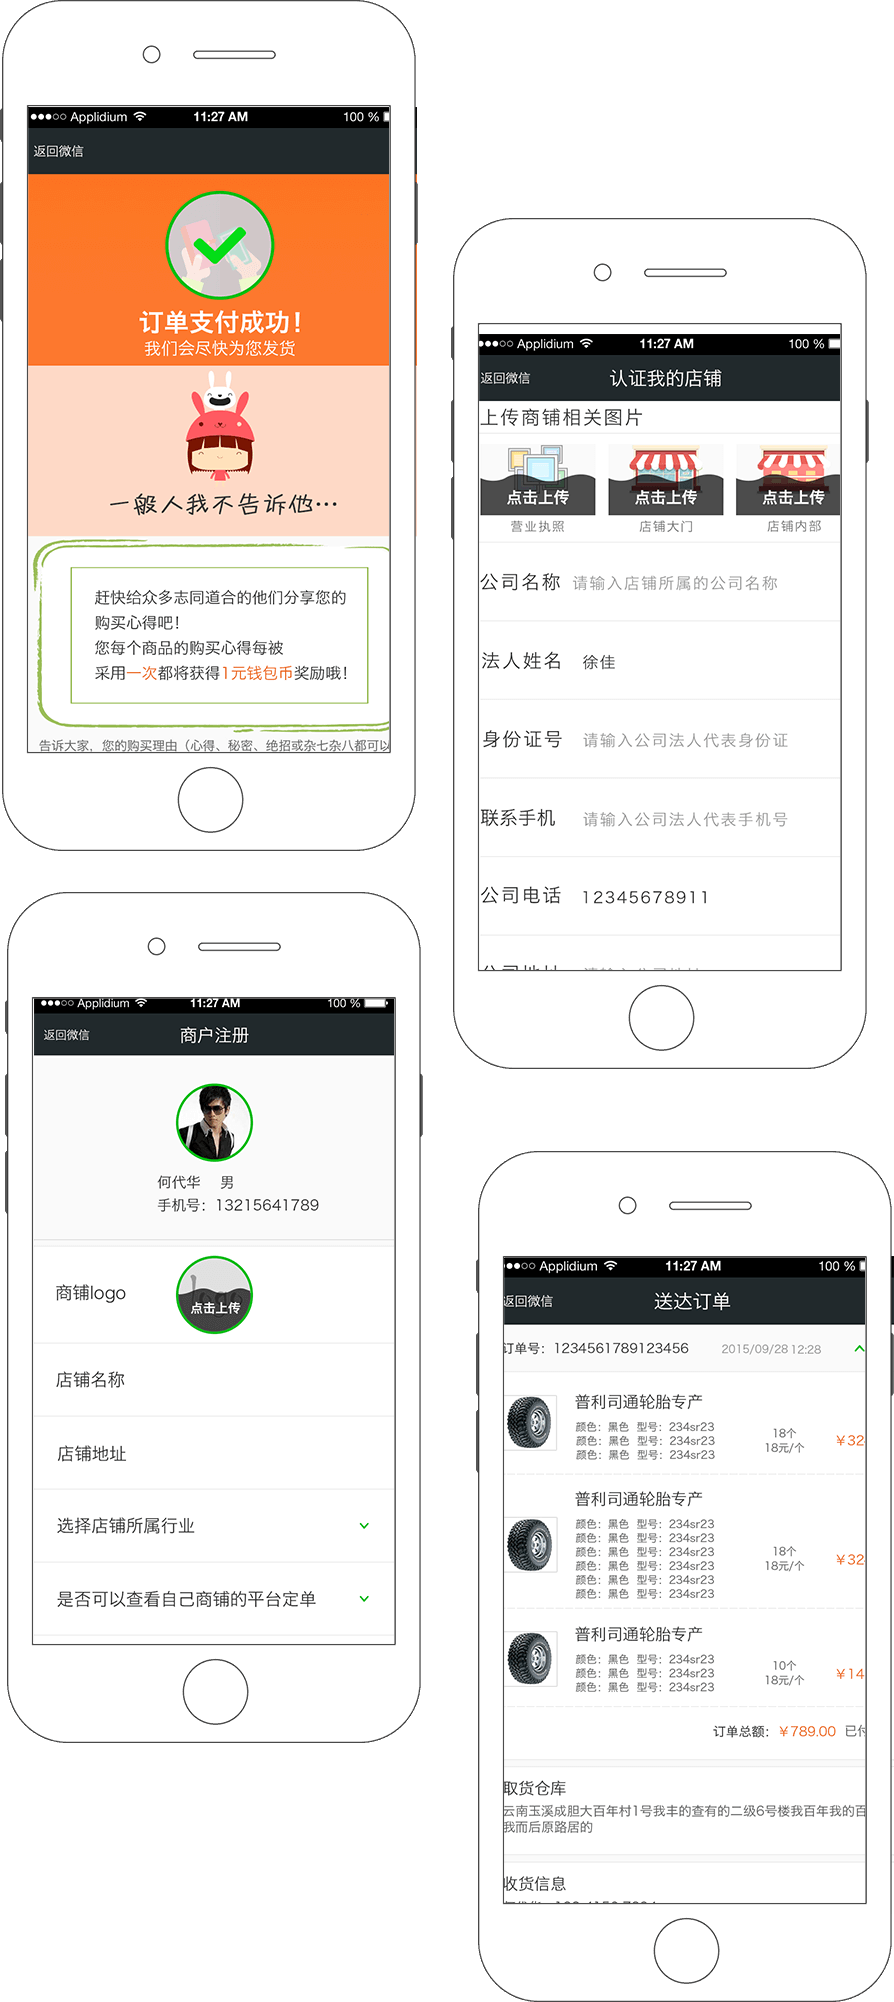 Applidium 11:27 AM 100 %
返回微信
订单支付成功！
我们会尽快为您发货
一般人我不告诉他…
赶快给众多志同道合的他们分享您的
购买心得吧！
您每个商品的购买心得每被
采用一次都将获得1元钱包币奖励哦！
告诉大家，您的购买理由（心得、秘密、绝招或杂七杂八都可以
Applidium 11:27 AM 100 %
返回微信 认证我的店铺
上传商铺相关图片
点击上传 点击上传 点击上传
营业执照 店铺大门 店铺内部
公司名称 请输入店铺所属的公司名称
法人姓名 徐佳
身份证号 请输入公司法人代表身份证
联系手机 请输入公司法人代表手机号
公司电话 12345678911
Applidium 11:27 AM 100 %
返回微信 商户注册
何代华 男
手机号：13215641789
商铺logo logo
点击上传
店铺名称
店铺地址
选择店铺所属行业
是否可以查看自己商铺的平台定单
Applidium 11:27 AM 100 %
返回微信 送达订单
订单号：1234561789123456 2015/09/28 12:28
普利司通轮胎专产
颜色：黑色 型号：234sr23
颜色：黑色 型号：234sr23 18个
颜色：黑色 型号：234sr23 18元/个 ￥32
普利司通轮胎专产
颜色：黑色 型号：234sr23
颜色：黑色 型号：234sr23
颜色：黑色 型号：234sr23 18个
颜色：黑色 型号：234sr23 18元/个 ￥32
颜色：黑色 型号：234sr23
颜色：黑色 型号：234sr23
普利司通轮胎专产
颜色：黑色 型号：234sr23 10个
颜色：黑色 型号：234sr23 18元/个 ￥14
颜色：黑色 型号：234sr23
订单总额：￥789.00 已付
取货仓库
云南玉溪成胆大百年村1号我丰的查有的二级6号楼我百年我的百
我而后原路居的
收货信息